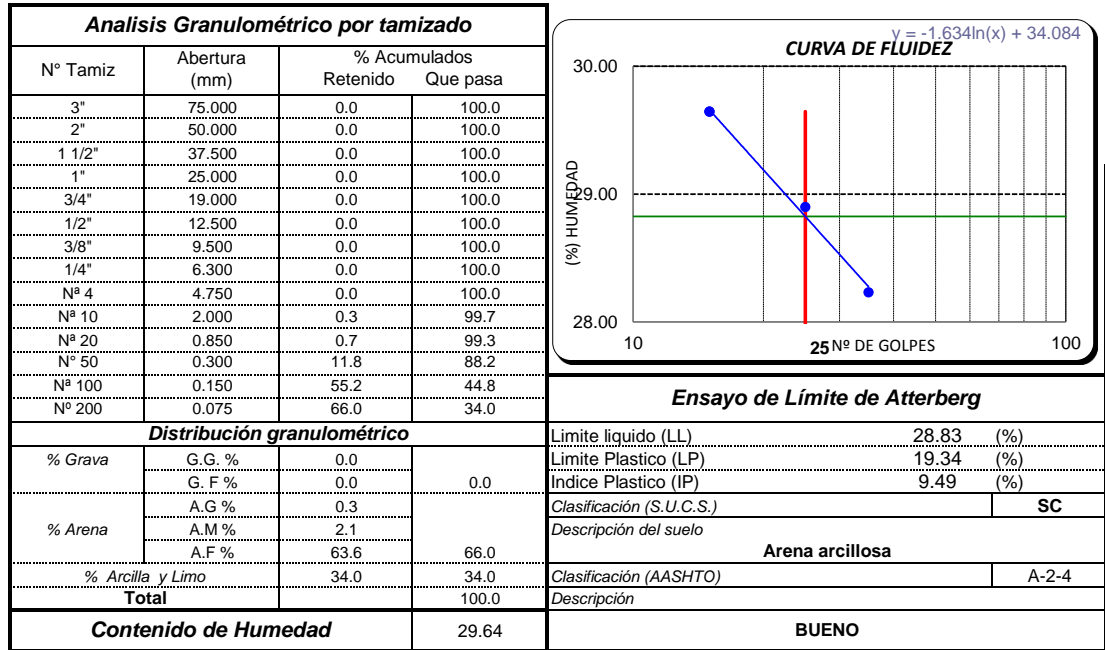 Analisis Granulométrico por tamizado
N° Tamiz Abertura (mm) % Acumulados
Retenido Que pasa
3" 75.000 0.0 100.0
2" 50.000 0.0 100.0
1 1/2" 37.500 0.0 100.0
1" 25.000 0.0 100.0
3/4" 19.000 0.0 100.0
1/2" 12.500 0.0 100.0
3/8" 9.500 0.0 100.0
1/4" 6.300 0.0 100.0
Nª 4 4.750 0.0 100.0
Nª 10 2.000 0.3 99.7
Nª 20 0.850 0.7 99.3
N° 50 0.300 11.8 88.2
Nª 100 0.150 55.2 44.8
Nº 200 0.075 66.0 34.0
Distribución granulométrico
% Grava G.G. % 0.0
G. F % 0.0 0.0
A.G % 0.3
% Arena A.M % 2.1
A.F % 63.6 66.0
% Arcilla y Limo 34.0 34.0
Total 100.0
Contenido de Humedad 29.64
y = -1.634ln(x) + 34.084
CURVA DE FLUIDEZ
30.00
29.00
28.00
(%) HUMEDAD
10 25 Nº DE GOLPES 100
Ensayo de Límite de Atterberg
Limite liquido (LL) 28.83 (%)
Limite Plastico (LP) 19.34 (%)
Indice Plastico (IP) 9.49 (%)
Clasificación (S.U.C.S.) SC
Descripción del suelo
Arena arcillosa
Clasificación (AASHTO) A-2-4
Descripción
BUENO